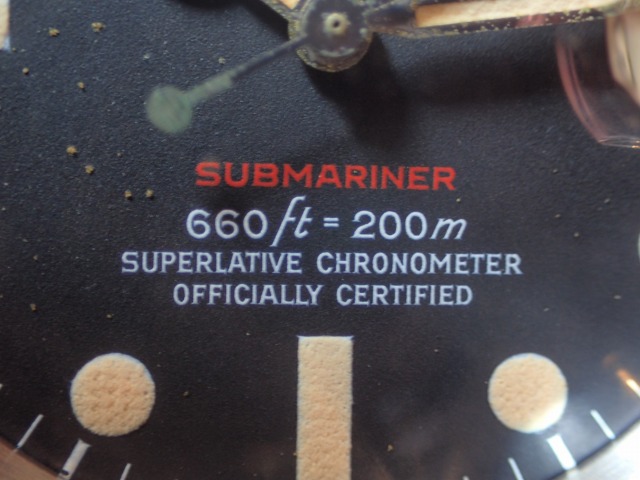 SUBMARINER
660ft = 200m
SUPERLATIVE CHRONOMETER
OFFICIALLY CERTIFIED